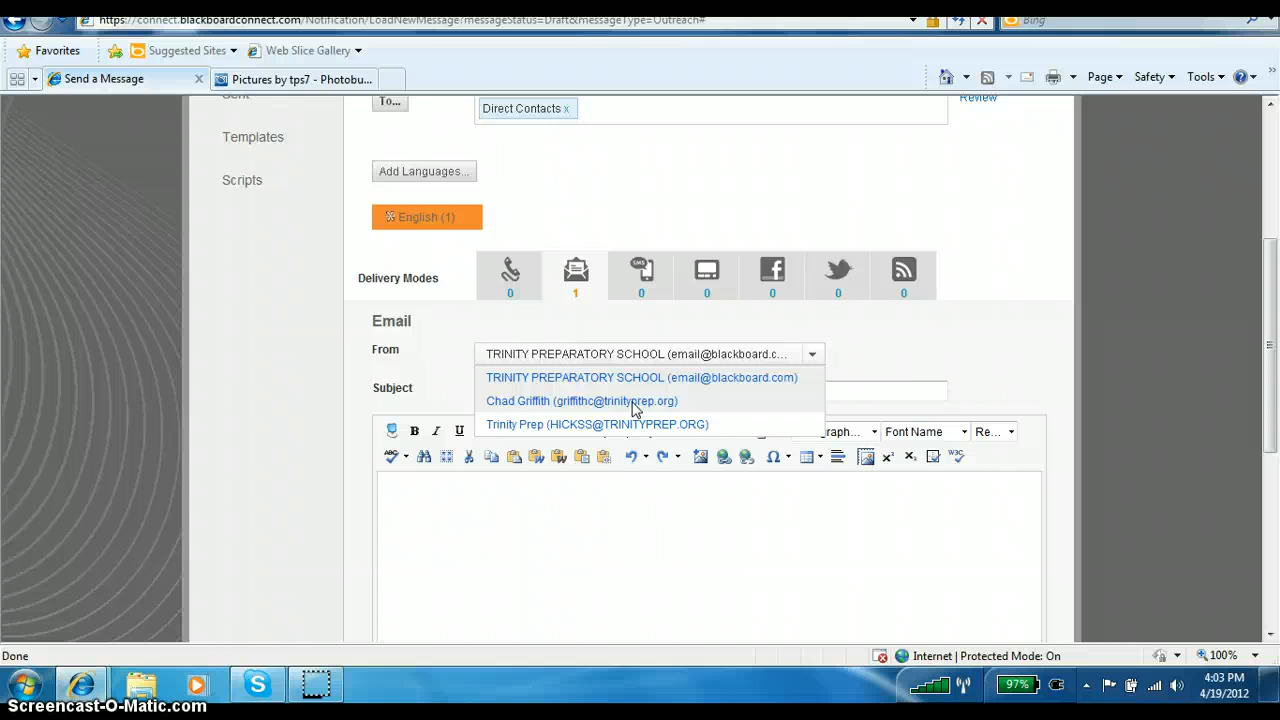 https://connect.blackboardconnect.com/Notification/LoadNewMessage?messageStatus=Draft&messageType=Outreach#
Bing
Favorites
Suggested Sites
Web Slice Gallery
Send a Message x
Pictures by tps7 - Photobu...
Page
Safety
Tools
»
Sent
To...
Direct Contacts x
Review
Templates
Add Languages...
Scripts
English (1)
Delivery Modes
SMS
0
1
0
0
0
0
0
Email
From
TRINITY PREPARATORY SCHOOL (email@blackboard.c...
TRINITY PREPARATORY SCHOOL (email@blackboard.com)
Subject
Chad Griffith (griffithc@trinityprep.org)
Trinity Prep (HICKSS@TRINITYPREP.ORG)
B I U
Font Name
Re...
ABC
W3C
Done
Internet | Protected Mode: On
100%
97%
4:03 PM
4/19/2012
Screencast-O-Matic.com